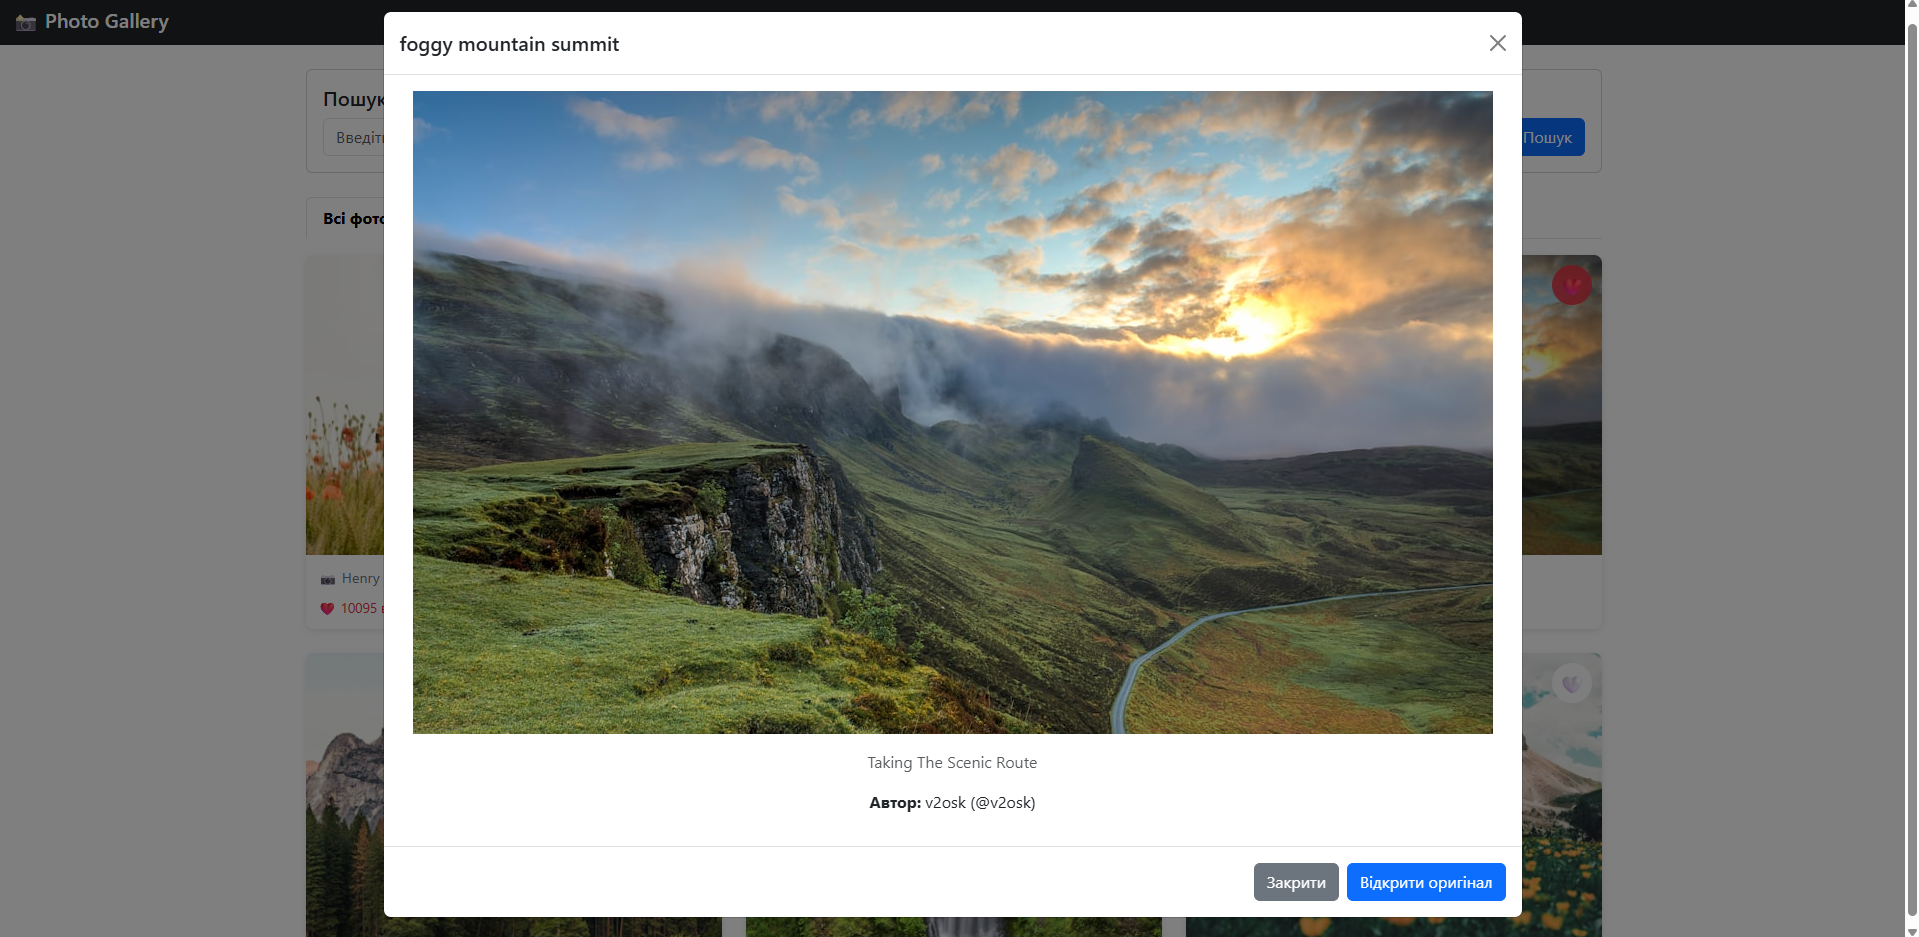 Photo Gallery
foggy mountain summit
Пошук
Введіть
Пошук
Всі фото
Henry
10095
Taking The Scenic Route
Автор: v2osk (@v2osk)
Закрити
Відкрити оригінал